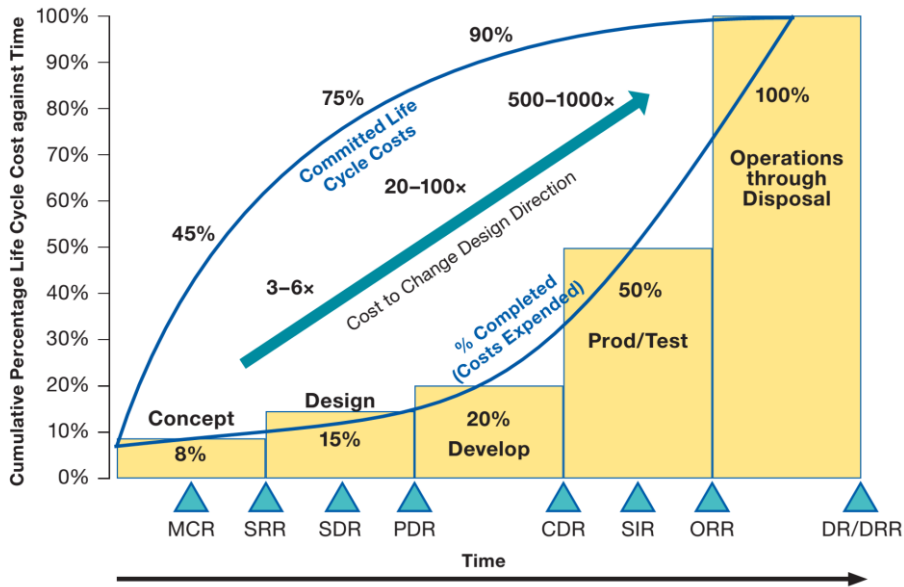 Cumulative Percentage Life Cycle Cost against Time
100%
90%
80%
70%
60%
50%
40%
30%
20%
10%
0%
45%
75%
90%
Committed Life
Cycle Costs
3–6×
20–100×
500–1000×
Cost to Change Design Direction
% Completed
(Costs Expended)
Concept
8%
Design
15%
20%
Develop
50%
Prod/Test
100%
Operations
through
Disposal
MCR
SRR
SDR
PDR
CDR
SIR
ORR
DR/DRR
Time